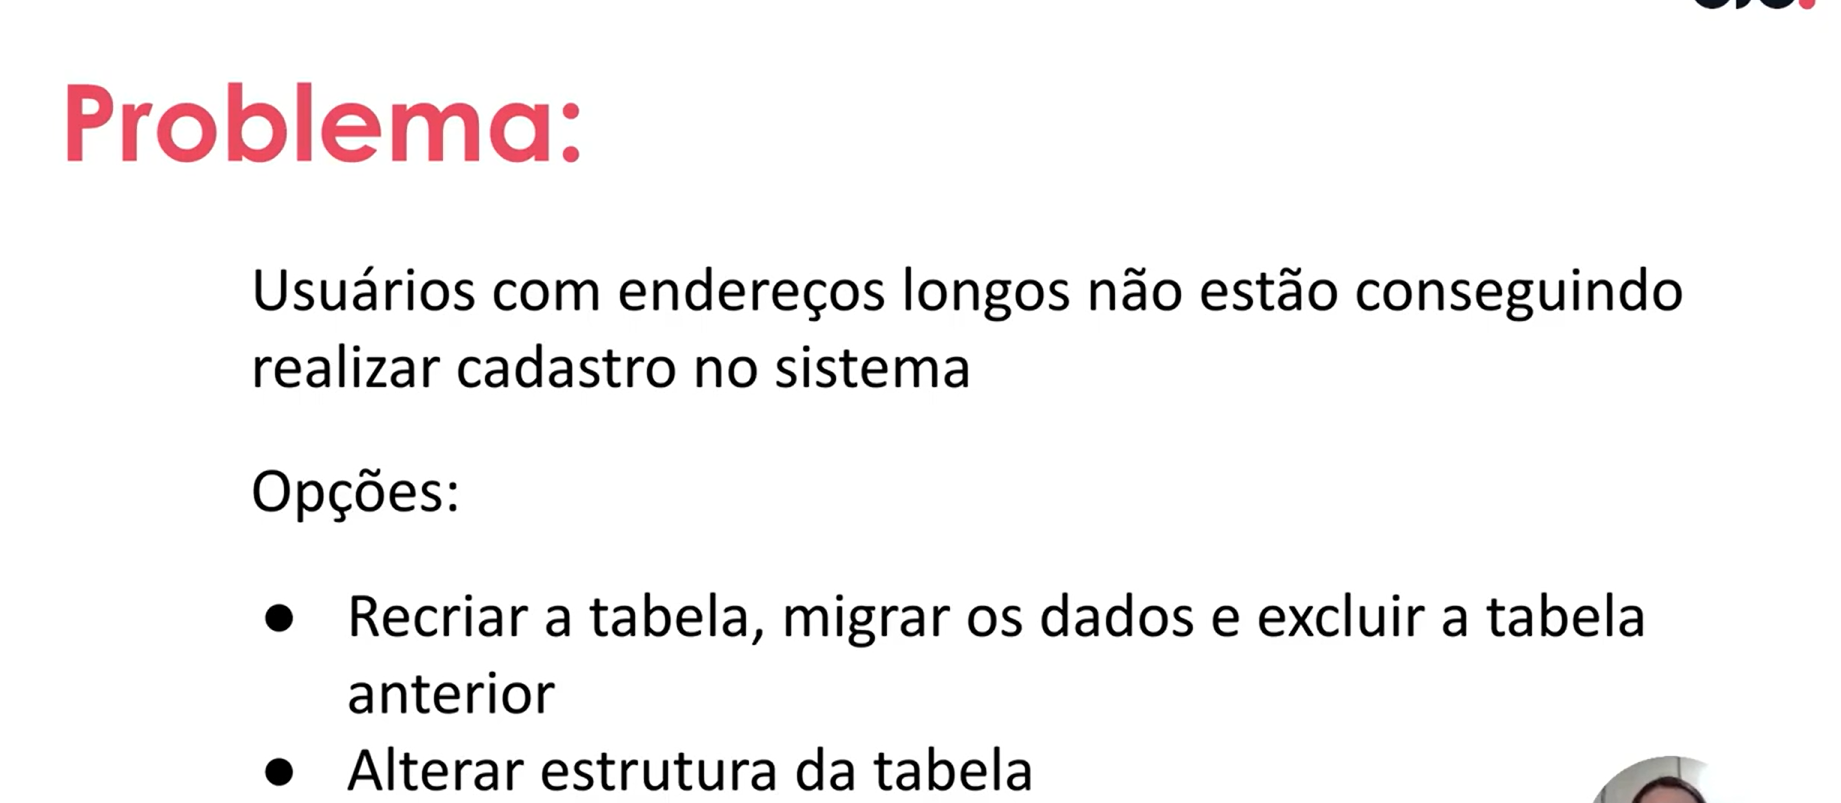 Problema:
Usuários com endereços longos não estão conseguindo
realizar cadastro no sistema
Opções:
● Recriar a tabela, migrar os dados e excluir a tabela
anterior
● Alterar estrutura da tabela